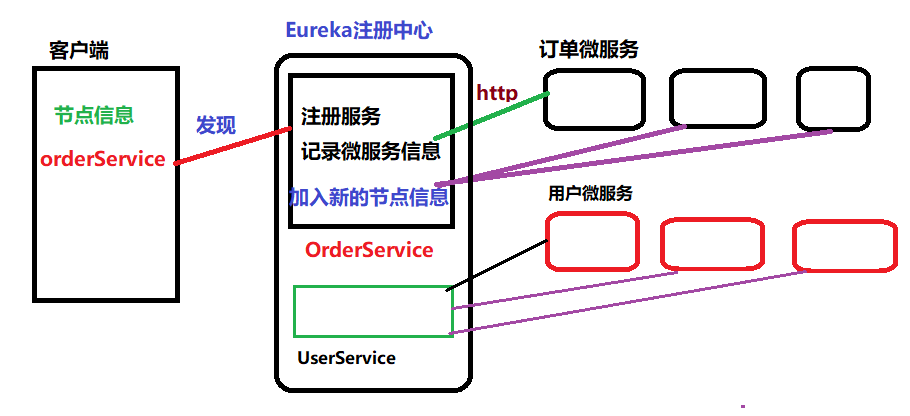 Eureka注册中心
客户端
订单微服务
节点信息
发现
http
注册服务
orderService
记录微服务信息
加入新的节点信息
用户微服务
OrderService
UserService